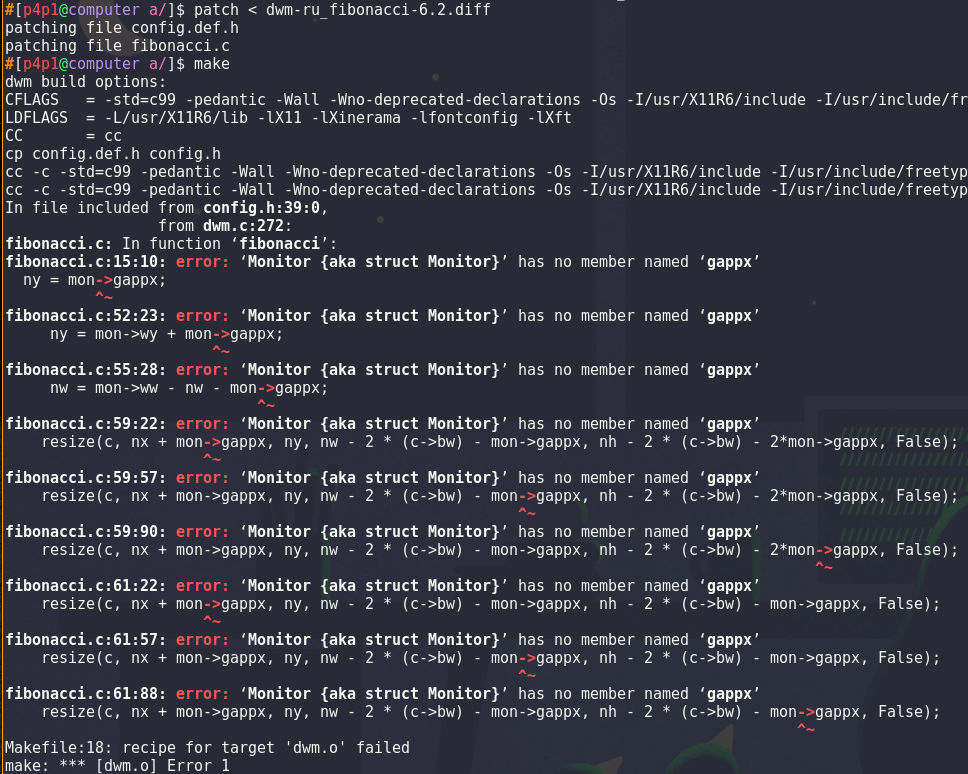 #[p4p1@computer a/]$ patch < dwm-ru_fibonacci-6.2.diff
patching file config.def.h
patching file fibonacci.c
#[p4p1@computer a/]$ make
dwm build options:
CFLAGS   = -std=c99 -pedantic -Wall -Wno-deprecated-declarations -Os -I/usr/X11R6/include -I/usr/include/fr
LDFLAGS  = -L/usr/X11R6/lib -lX11 -lXinerama -lfontconfig -lXft
CC       = cc
cp config.def.h config.h
cc -c -std=c99 -pedantic -Wall -Wno-deprecated-declarations -Os -I/usr/X11R6/include -I/usr/include/freetyp
cc -c -std=c99 -pedantic -Wall -Wno-deprecated-declarations -Os -I/usr/X11R6/include -I/usr/include/freetyp
In file included from config.h:39:0,
                 from dwm.c:272:
fibonacci.c: In function ‘fibonacci’:
fibonacci.c:15:10: error: ‘Monitor {aka struct Monitor}’ has no member named ‘gappx’
  ny = mon->gappx;
          ^~
fibonacci.c:52:23: error: ‘Monitor {aka struct Monitor}’ has no member named ‘gappx’
     ny = mon->wy + mon->gappx;
                       ^~
fibonacci.c:55:28: error: ‘Monitor {aka struct Monitor}’ has no member named ‘gappx’
     nw = mon->ww - nw - mon->gappx;
                            ^~
fibonacci.c:59:22: error: ‘Monitor {aka struct Monitor}’ has no member named ‘gappx’
    resize(c, nx + mon->gappx, ny, nw - 2 * (c->bw) - mon->gappx, nh - 2 * (c->bw) - 2*mon->gappx, False);
                      ^~
fibonacci.c:59:57: error: ‘Monitor {aka struct Monitor}’ has no member named ‘gappx’
    resize(c, nx + mon->gappx, ny, nw - 2 * (c->bw) - mon->gappx, nh - 2 * (c->bw) - 2*mon->gappx, False);
                                                         ^~
fibonacci.c:59:90: error: ‘Monitor {aka struct Monitor}’ has no member named ‘gappx’
    resize(c, nx + mon->gappx, ny, nw - 2 * (c->bw) - mon->gappx, nh - 2 * (c->bw) - 2*mon->gappx, False);
                                                                                          ^~
fibonacci.c:61:22: error: ‘Monitor {aka struct Monitor}’ has no member named ‘gappx’
    resize(c, nx + mon->gappx, ny, nw - 2 * (c->bw) - mon->gappx, nh - 2 * (c->bw) - mon->gappx, False);
                      ^~
fibonacci.c:61:57: error: ‘Monitor {aka struct Monitor}’ has no member named ‘gappx’
    resize(c, nx + mon->gappx, ny, nw - 2 * (c->bw) - mon->gappx, nh - 2 * (c->bw) - mon->gappx, False);
                                                         ^~
fibonacci.c:61:88: error: ‘Monitor {aka struct Monitor}’ has no member named ‘gappx’
    resize(c, nx + mon->gappx, ny, nw - 2 * (c->bw) - mon->gappx, nh - 2 * (c->bw) - mon->gappx, False);
                                                                                        ^~
Makefile:18: recipe for target 'dwm.o' failed
make: *** [dwm.o] Error 1